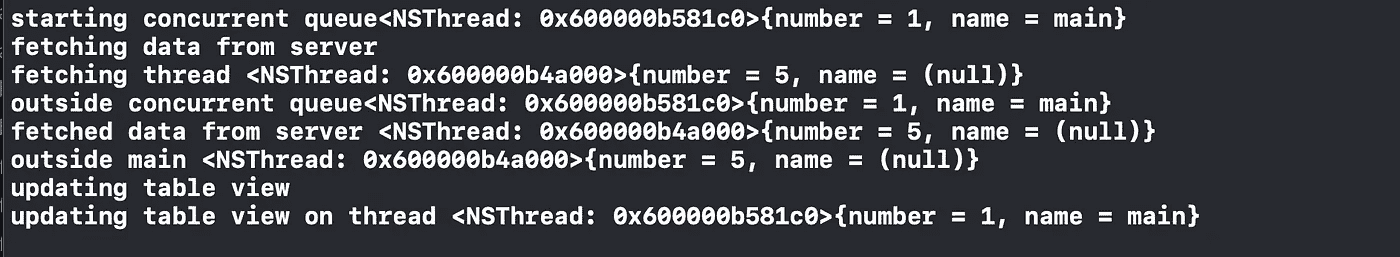 starting concurrent queue<NSThread: 0x600000b581c0>{number = 1, name = main}
fetching data from server
fetching thread <NSThread: 0x600000b4a000>{number = 5, name = (null)}
outside concurrent queue<NSThread: 0x600000b581c0>{number = 1, name = main}
fetched data from server <NSThread: 0x600000b4a000>{number = 5, name = (null)}
outside main <NSThread: 0x600000b4a000>{number = 5, name = (null)}
updating table view
updating table view on thread <NSThread: 0x600000b581c0>{number = 1, name = main}